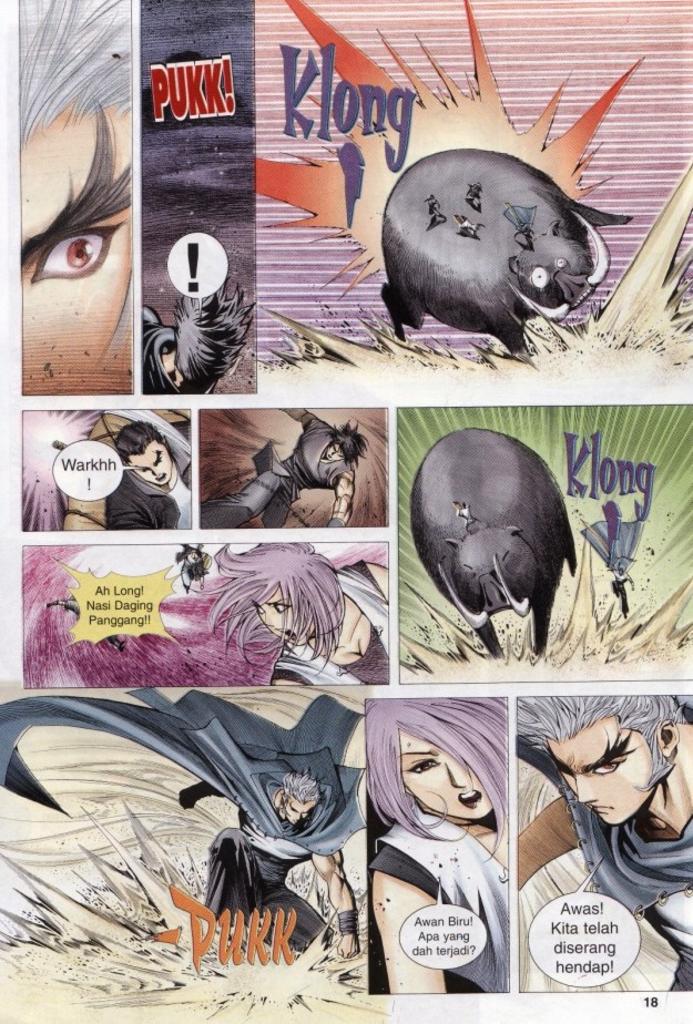 PUKK!
!
Klong
!
Warkhh
!
Klong
!
Ah Long!
Nasi Daging
Panggang!!
PUKK
Awan Biru!
Apa yang
dah terjadi?
Awas!
Kita telah
diserang
hendap!
18